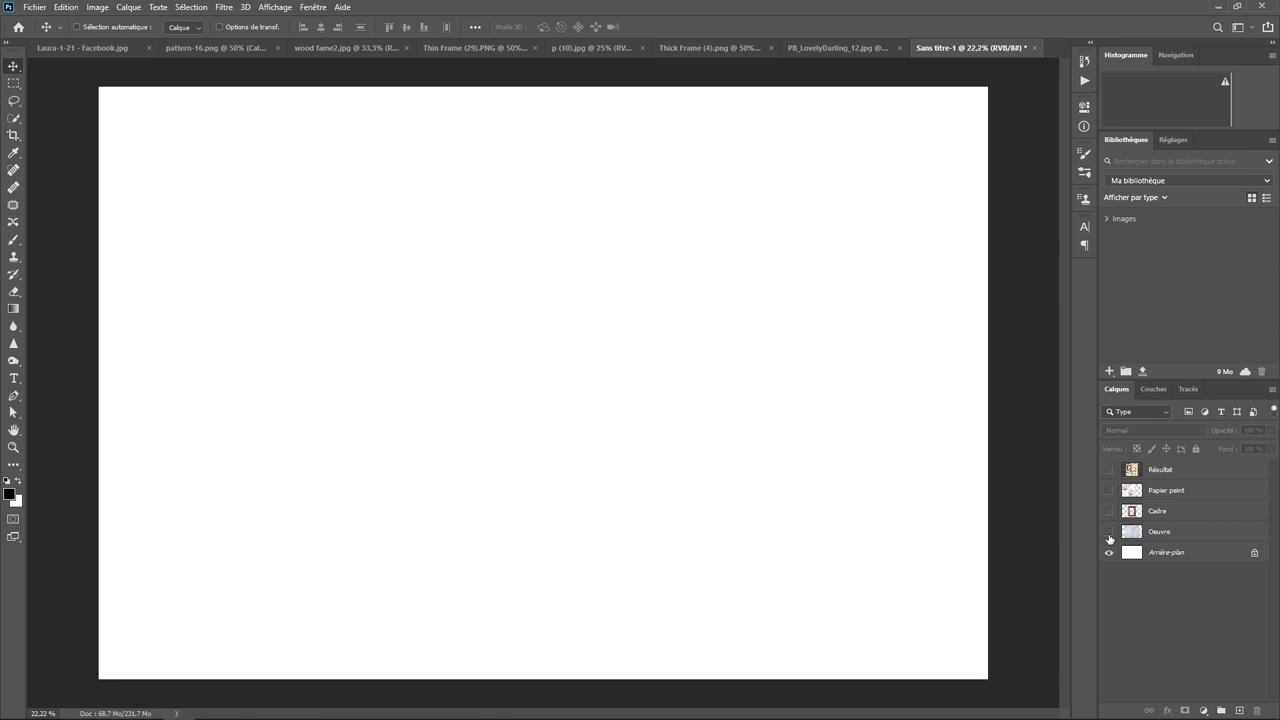 Ps Fichier Edition Image Calque Texte Sélection Filtre 3D Affichage Fenêtre Aide
Sélection automatique : Calque Options de transf. Mode 3D :
Laura-1-21 - Facebook.jpg pattern-16.png @ 50% (Cal... wood fame2.jpg @ 33,3% (R... Thin Frame (29).PNG @ 50%... p (10).jpg @ 25% (RV... Thick Frame (4).png @ 50%... PB_LovelyDarling_12.jpg @... Sans titre-1 @ 22,2% (RVB/8#) *
Histogramme Navigation
Bibliothèques Réglages
Rechercher dans la bibliothèque active
Ma bibliothèque
Afficher par type
Images
9 Mo
Calques Couches Tracés
Type
Normal Opacité : 100 %
Verrou : Fond : 100 %
Résultat
Papier peint
Cadre
Oeuvre
Arrière-plan
22,22 % Doc : 68,7 Mo/231,7 Mo